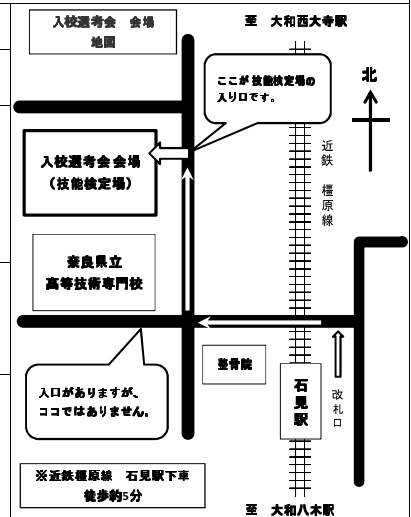 入校選考会　会場
地図
至　大和西大寺駅
ここが技能検定場の
入り口です。
北
近鉄　橿原線
入校選考会会場
（技能検定場）
奈良県立
高等技術専門校
整骨院
石見駅
改札口
入口がありますが、
ココではありません。
※近鉄橿原線　石見駅下車
徒歩約5分
至　大和八木駅